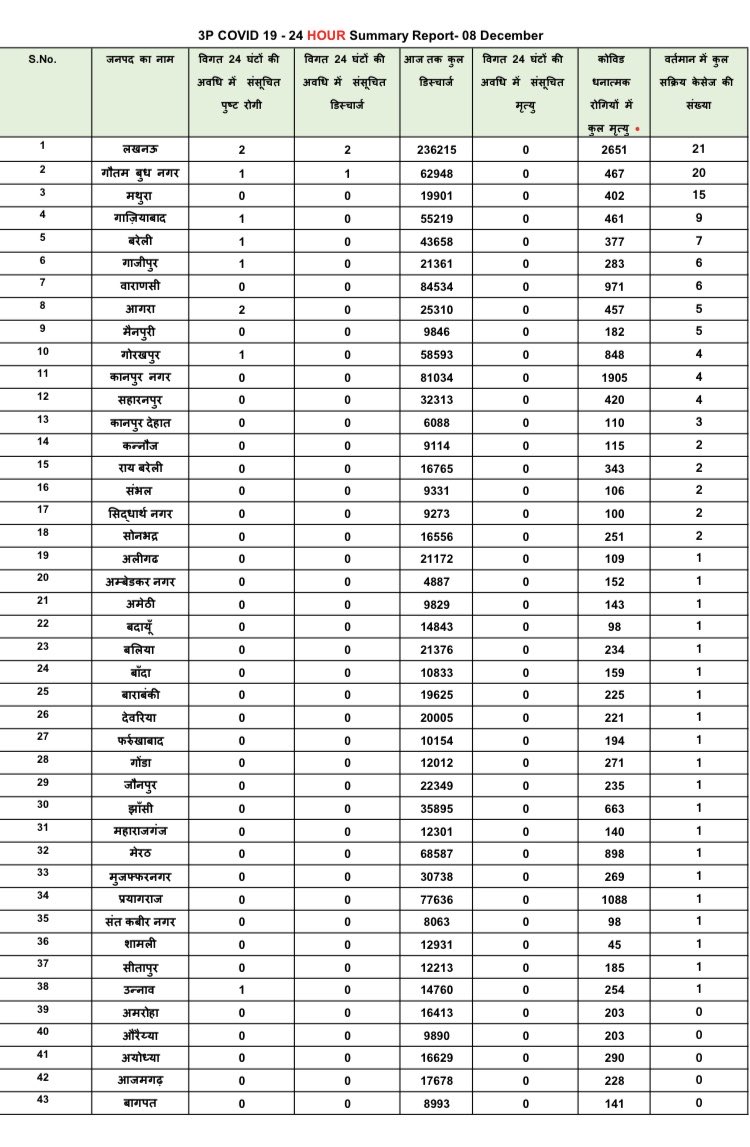 3P COVID 19 - 24 HOUR Summary Report- 08 December
S.No. जनपद का नाम विगत 24 घंटों की अवधि में संसूचित पुष्ट रोगी विगत 24 घंटों की अवधि में संसूचित डिस्चार्ज आज तक कुल डिस्चार्ज विगत 24 घंटों की अवधि में संसूचित मृत्यु कोविड धनात्मक रोगियों में कुल मृत्यु वर्तमान में कुल सक्रिय केसेज की संख्या
1 लखनऊ 2 2 236215 0 2651 21
2 गौतम बुध नगर 1 1 62948 0 467 20
3 मथुरा 0 0 19901 0 402 15
4 गाज़ियाबाद 1 0 55219 0 461 9
5 बरेली 1 0 43658 0 377 7
6 गाजीपुर 1 0 21361 0 283 6
7 वाराणसी 0 0 84534 0 971 6
8 आगरा 2 0 25310 0 457 5
9 मैनपुरी 0 0 9846 0 182 5
10 गोरखपुर 1 0 58593 0 848 4
11 कानपुर नगर 0 0 81034 0 1905 4
12 सहारनपुर 0 0 32313 0 420 4
13 कानपुर देहात 0 0 6088 0 110 3
14 कन्नौज 0 0 9114 0 115 2
15 राय बरेली 0 0 16765 0 343 2
16 संभल 0 0 9331 0 106 2
17 सिद्धार्थ नगर 0 0 9273 0 100 2
18 सोनभद्र 0 0 16556 0 251 2
19 अलीगढ 0 0 21172 0 109 1
20 अम्बेडकर नगर 0 0 4887 0 152 1
21 अमेठी 0 0 9829 0 143 1
22 बदायूँ 0 0 14843 0 98 1
23 बलिया 0 0 21376 0 234 1
24 बाँदा 0 0 10833 0 159 1
25 बाराबंकी 0 0 19625 0 225 1
26 देवरिया 0 0 20005 0 221 1
27 फर्रुखाबाद 0 0 10154 0 194 1
28 गोंडा 0 0 12012 0 271 1
29 जौनपुर 0 0 22349 0 235 1
30 झाँसी 0 0 35895 0 663 1
31 महाराजगंज 0 0 12301 0 140 1
32 मेरठ 0 0 68587 0 898 1
33 मुजफ्फरनगर 0 0 30738 0 269 1
34 प्रयागराज 0 0 77636 0 1088 1
35 संत कबीर नगर 0 0 8063 0 98 1
36 शामली 0 0 12931 0 45 1
37 सीतापुर 0 0 12213 0 185 1
38 उन्नाव 1 0 14760 0 254 1
39 अमरोहा 0 0 16413 0 203 0
40 औरैय्या 0 0 9890 0 203 0
41 अयोध्या 0 0 16629 0 290 0
42 आजमगढ़ 0 0 17678 0 228 0
43 बागपत 0 0 8993 0 141 0